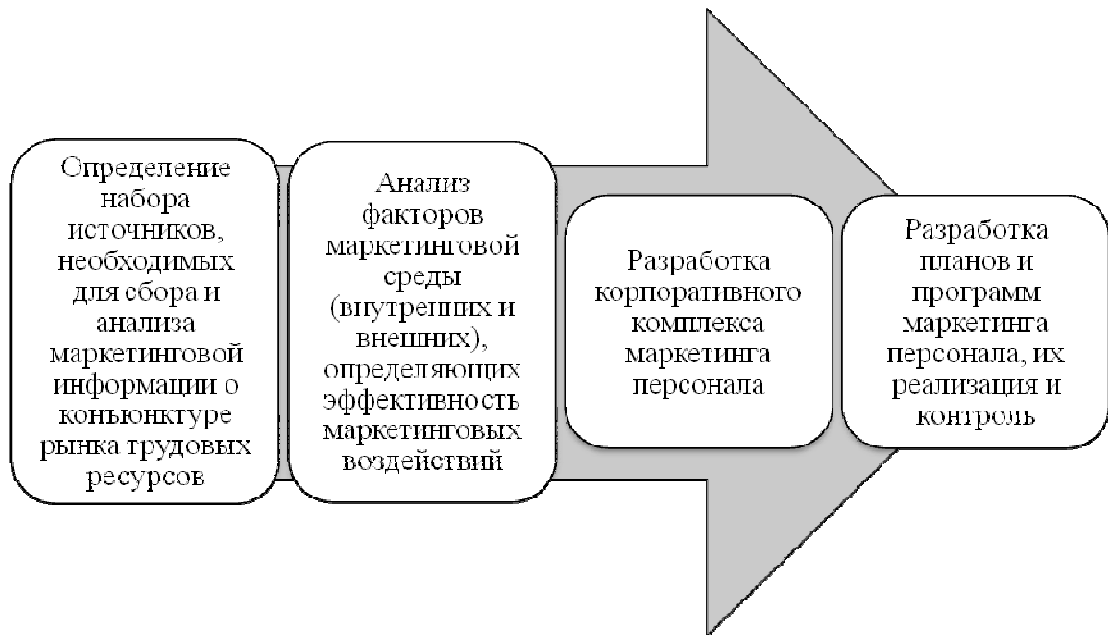 Определение
набора
источников,
необходимых
для сбора и
анализа
маркетинговой
информации о
конъюнктуре
рынка трудовых
ресурсов
Анализ
факторов
маркетинговой
среды
(внутренних и
внешних),
определяющих
эффективность
маркетинговых
воздействий
Разработка
корпоративного
комплекса
маркетинга
персонала
Разработка
планов и
программ
маркетинга
персонала, их
реализация и
контроль